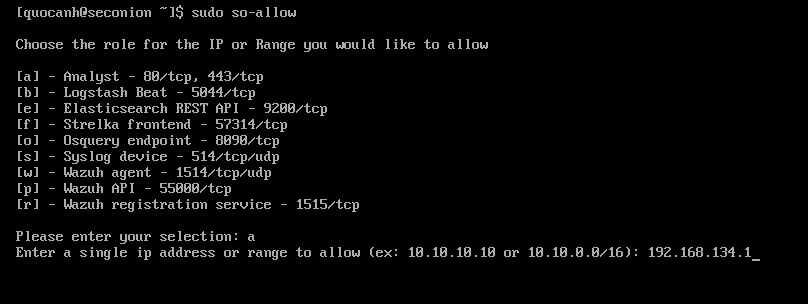 [quocanh@seconion ~]$ sudo so-allow
Choose the role for the IP or Range you would like to allow
[a] - Analyst - 80/tcp, 443/tcp
[b] - Logstash Beat - 5044/tcp
[e] - Elasticsearch REST API - 9200/tcp
[f] - Strelka frontend - 57314/tcp
[o] - Osquery endpoint - 8090/tcp
[s] - Syslog device - 514/tcp/udp
[w] - Wazuh agent - 1514/tcp/udp
[p] - Wazuh API - 55000/tcp
[r] - Wazuh registration service - 1515/tcp
Please enter your selection: a
Enter a single ip address or range to allow (ex: 10.10.10.10 or 10.10.0.0/16): 192.168.134.1_